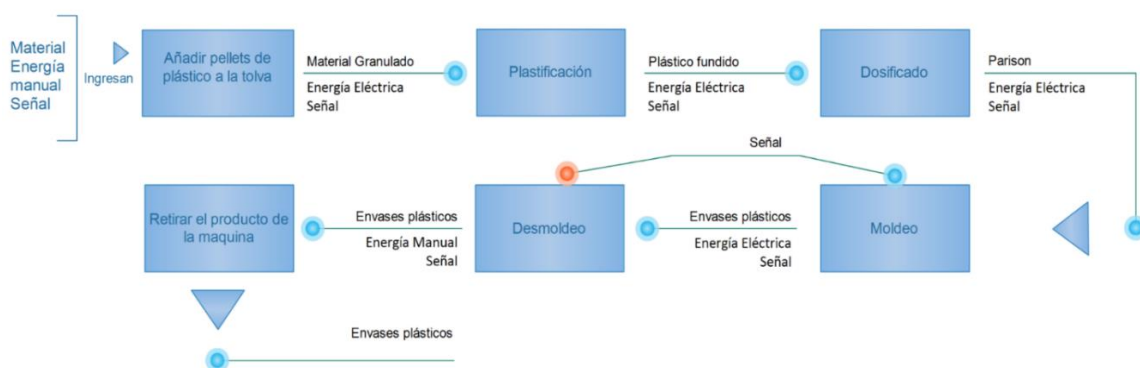 Material
Energía
manual
Señal
Ingresan
Añadir pellets de
plástico a la tolva
Material Granulado
Energía Eléctrica
Señal
Plastificación
Plástico fundido
Energía Eléctrica
Señal
Dosificado
Parison
Energía Eléctrica
Señal
Señal
Retirar el producto de
la maquina
Envases plásticos
Energía Manual
Señal
Desmoldeo
Envases plásticos
Energía Eléctrica
Señal
Moldeo
Envases plásticos